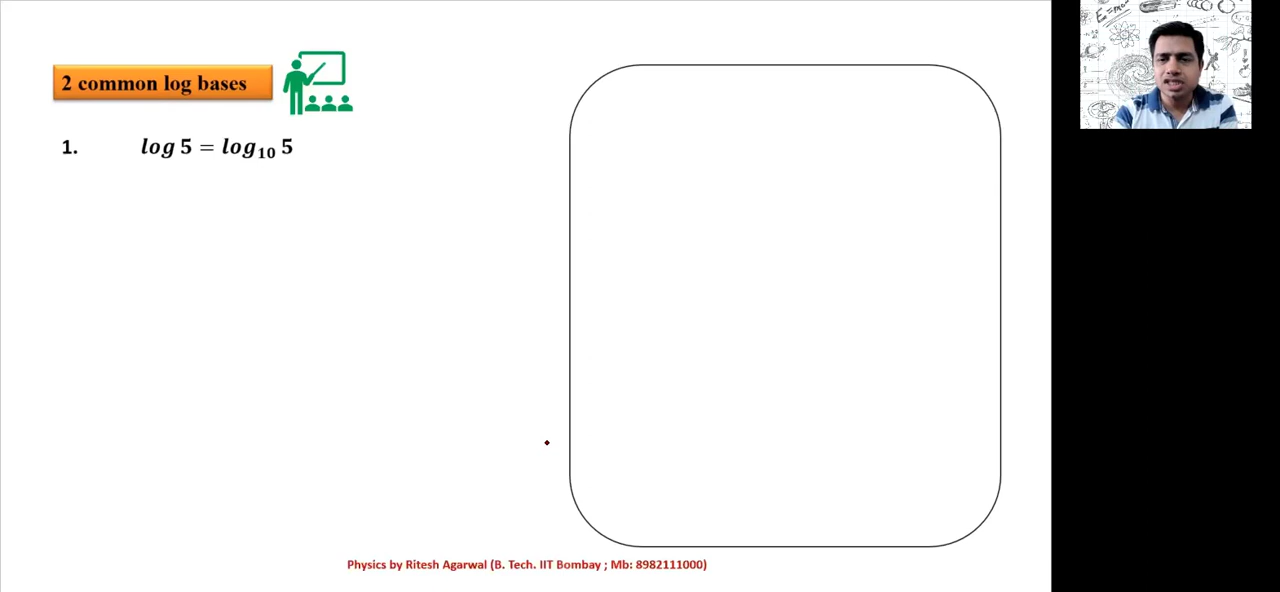 2 common log bases
1. log 5 = log₁₀ 5
Physics by Ritesh Agarwal (B. Tech. IIT Bombay ; Mb: 8982111000)